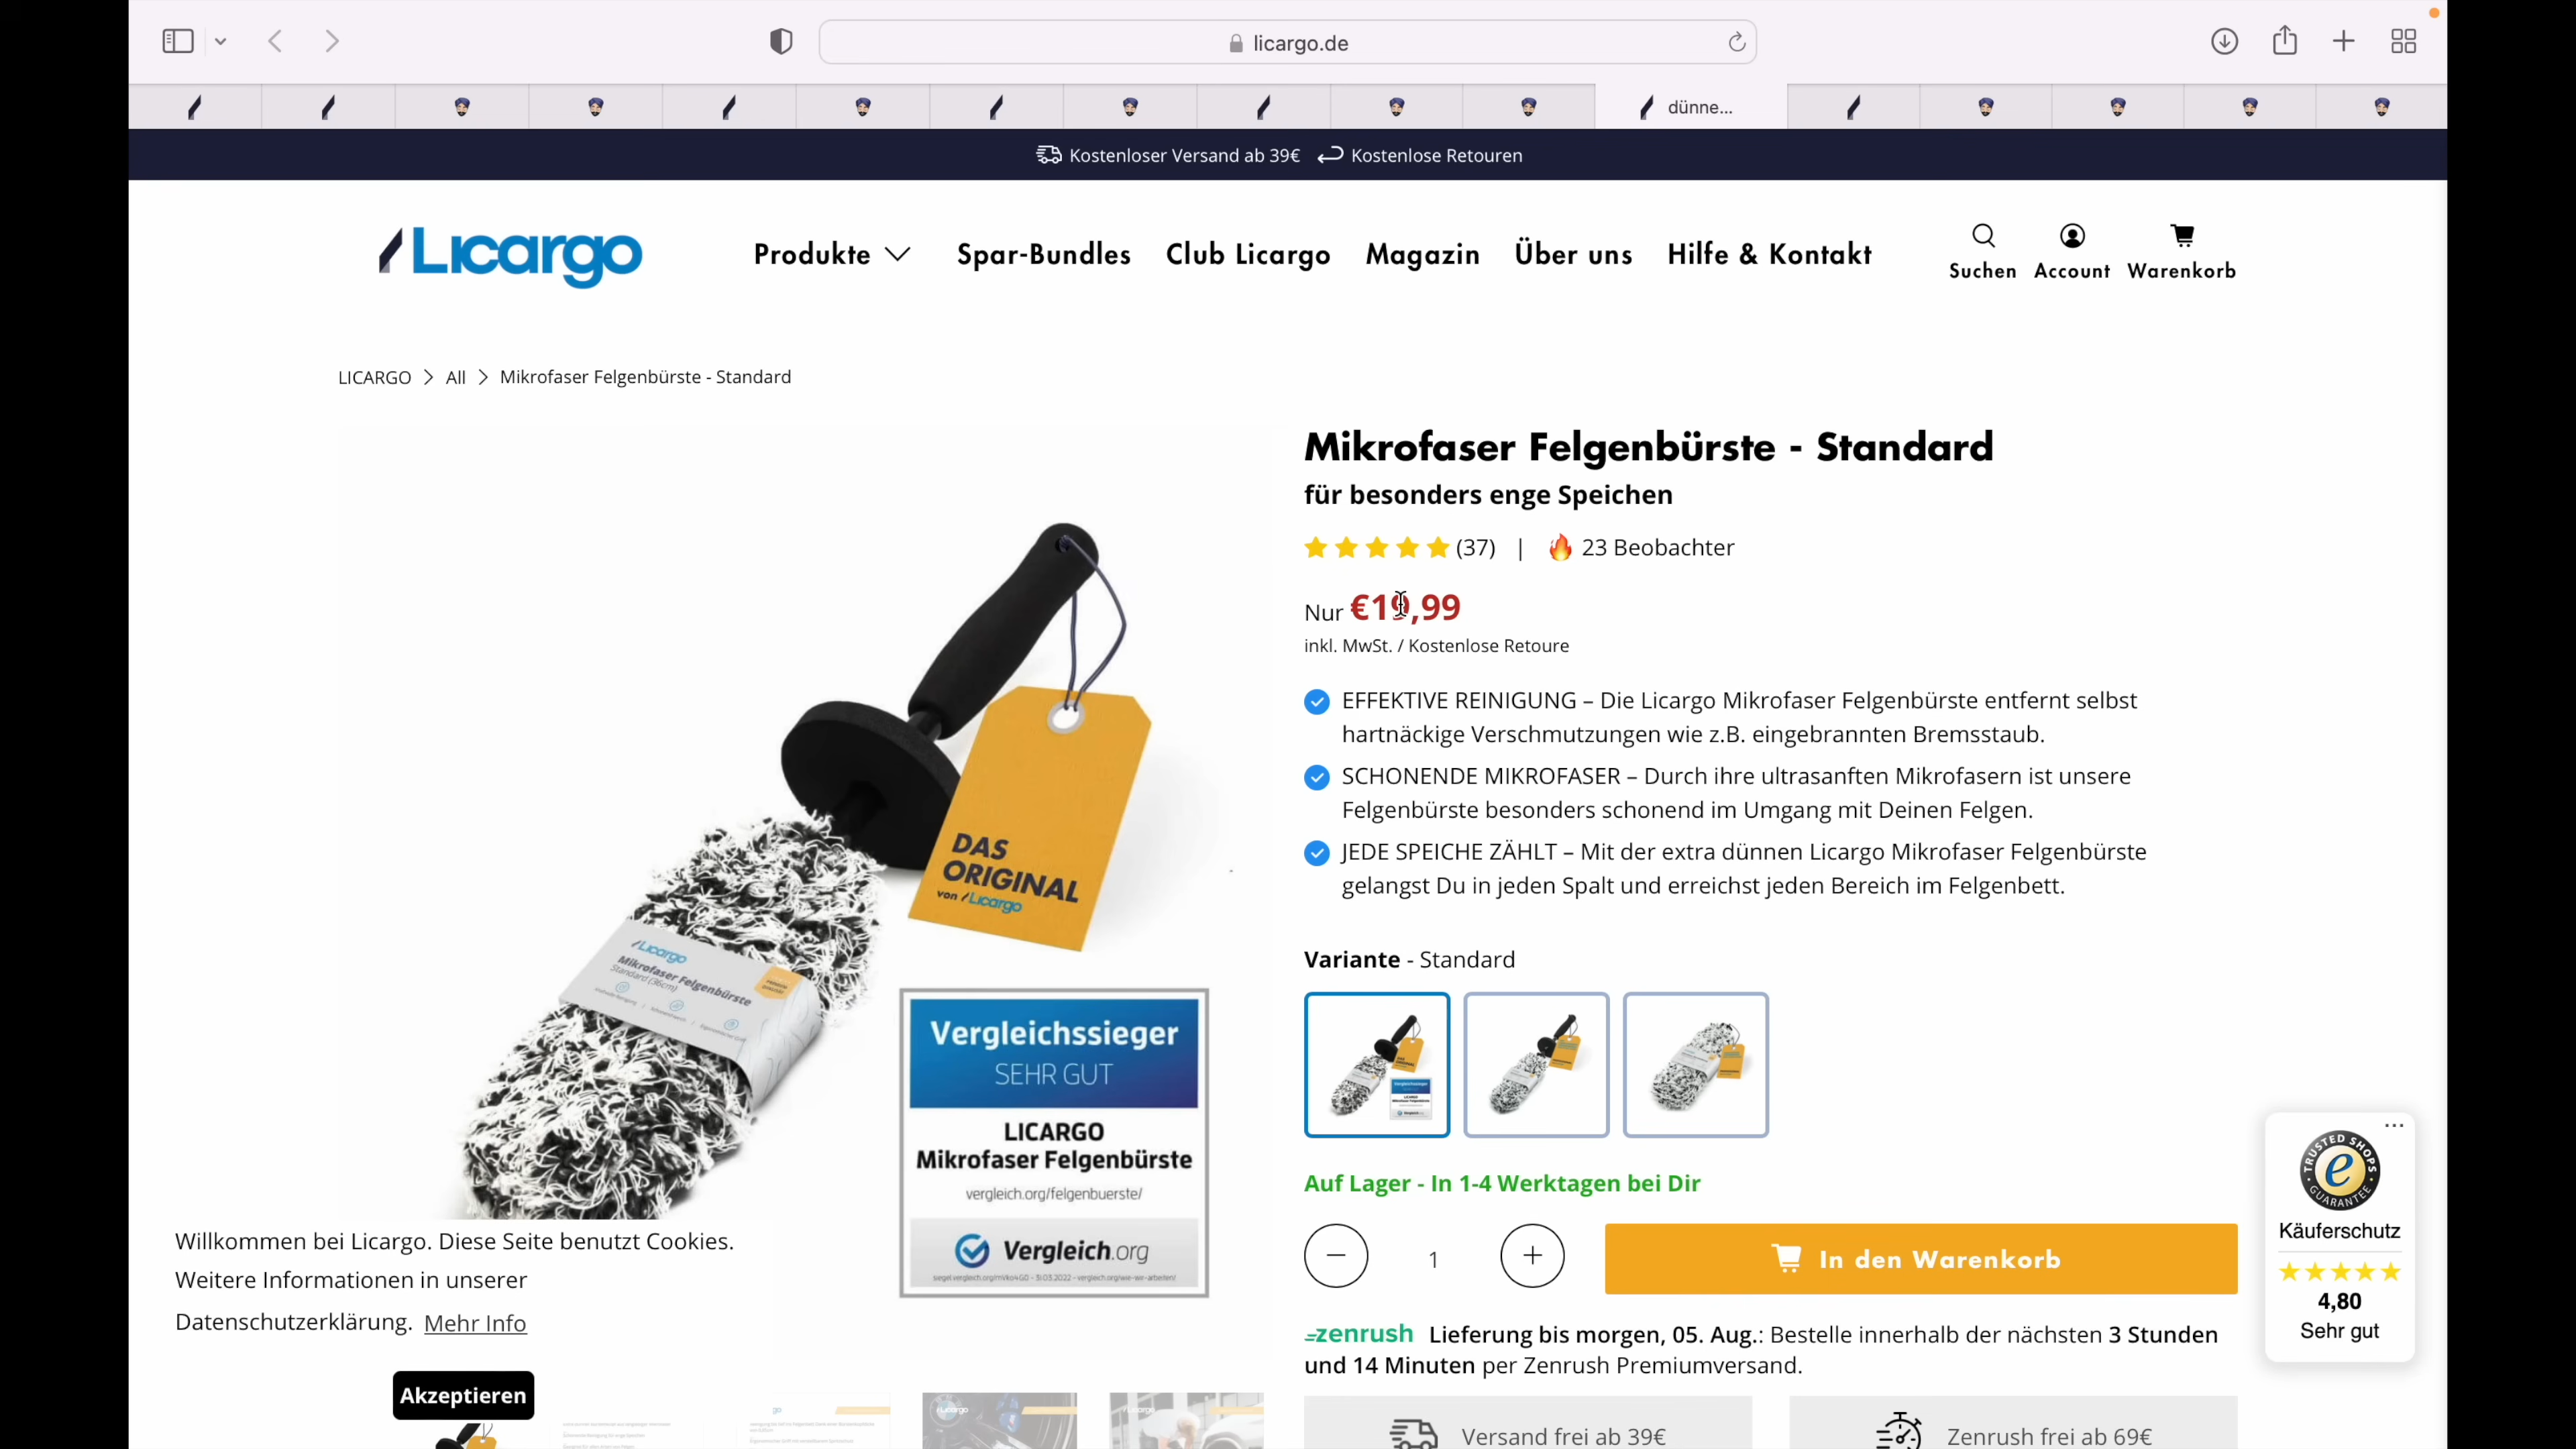 licargo.de
dünne...
Kostenloser Versand ab 39€ Kostenlose Retouren
Licargo
Produkte Spar-Bundles Club Licargo Magazin Über uns Hilfe & Kontakt
Suchen Account Warenkorb
LICARGO > All > Mikrofaser Felgenbürste - Standard
Mikrofaser Felgenbürste - Standard
für besonders enge Speichen
(37) | 23 Beobachter
Nur €19,99
inkl. MwSt. / Kostenlose Retoure
EFFEKTIVE REINIGUNG – Die Licargo Mikrofaser Felgenbürste entfernt selbst
hartnäckige Verschmutzungen wie z.B. eingebrannten Bremsstaub.
SCHONENDE MIKROFASER – Durch ihre ultrasanften Mikrofasern ist unsere
Felgenbürste besonders schonend im Umgang mit Deinen Felgen.
JEDE SPEICHE ZÄHLT – Mit der extra dünnen Licargo Mikrofaser Felgenbürste
gelangst Du in jeden Spalt und erreichst jeden Bereich im Felgenbett.
DAS
ORIGINAL
von Licargo
Licargo
Mikrofaser Felgenbürste
Standard (36cm)
Vergleichssieger
SEHR GUT
LICARGO
Mikrofaser Felgenbürste
vergleich.org/felgenbuerste/
Vergleich.org
Variante - Standard
Auf Lager - In 1-4 Werktagen bei Dir
1
In den Warenkorb
zenrush Lieferung bis morgen, 05. Aug.: Bestelle innerhalb der nächsten 3 Stunden
und 14 Minuten per Zenrush Premiumversand.
Versand frei ab 39€
Zenrush frei ab 69€
TRUSTED SHOPS
GUARANTEE
Käuferschutz
4,80
Sehr gut
Willkommen bei Licargo. Diese Seite benutzt Cookies.
Weitere Informationen in unserer
Datenschutzerklärung. Mehr Info
Akzeptieren